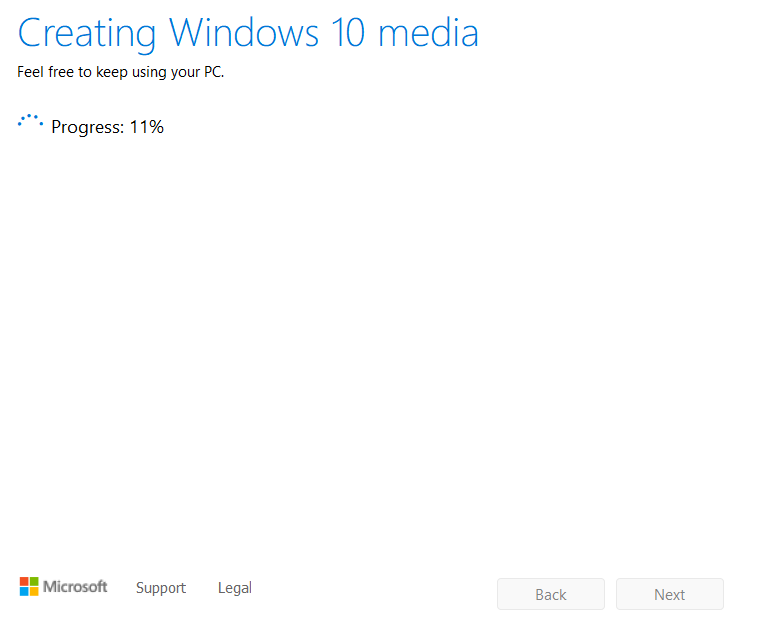 Creating Windows 10 media
Feel free to keep using your PC.
Progress: 11%
Microsoft Support Legal Back Next